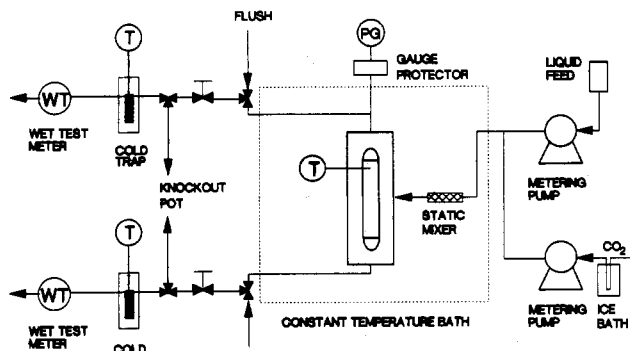 FLUSH
T
PG
GAUGE
PROTECTOR
LIQUID
FEED
WT
WET TEST
METER
COLD
TRAP
KNOCKOUT
POT
T
STATIC
MIXER
METERING
PUMP
T
CO2
WT
WET TEST
METER
COLD
CONSTANT TEMPERATURE BATH
METERING
PUMP
ICE
BATH